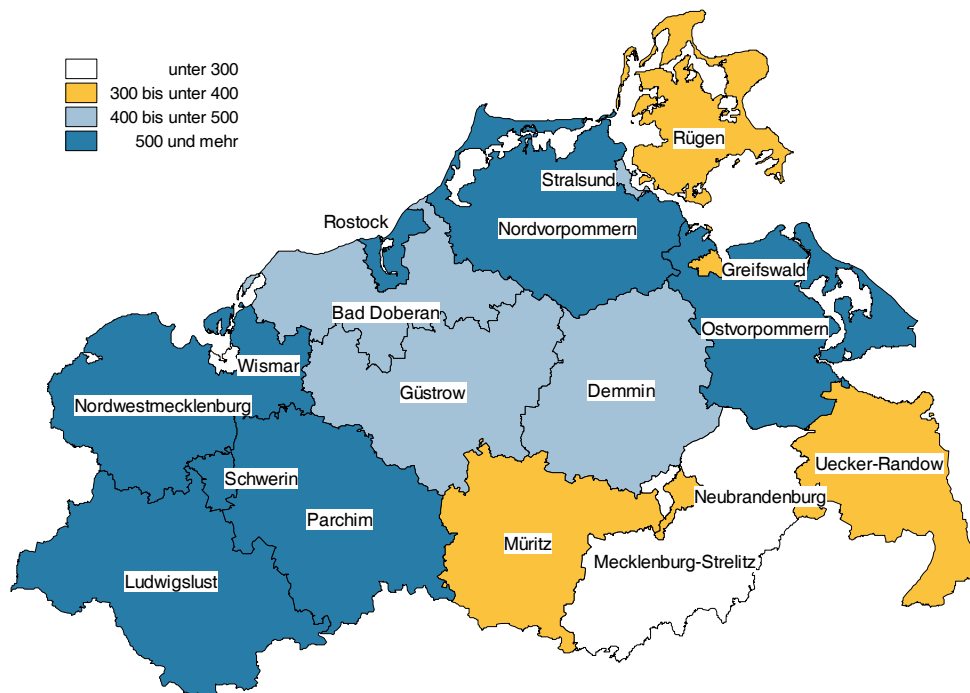 unter 300
300 bis unter 400
400 bis unter 500
500 und mehr
Rügen
Stralsund
Rostock
Nordvorpommern
Greifswald
Bad Doberan
Ostvorpommern
Wismar
Güstrow
Demmin
Nordwestmecklenburg
Uecker-Randow
Schwerin
Neubrandenburg
Parchim
Müritz
Mecklenburg-Strelitz
Ludwigslust